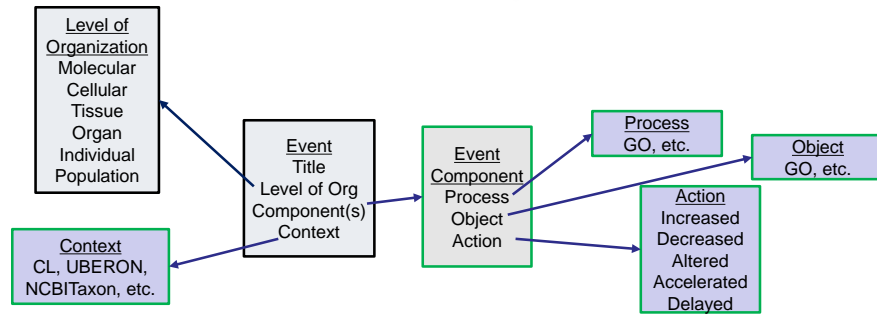 Level of
Organization
Molecular
Cellular
Tissue
Organ
Individual
Population
Event
Title
Level of Org
Component(s)
Context
Context
CL, UBERON,
NCBITaxon, etc.
Event
Component
Process
Object
Action
Process
GO, etc.
Object
GO, etc.
Action
Increased
Decreased
Altered
Accelerated
Delayed